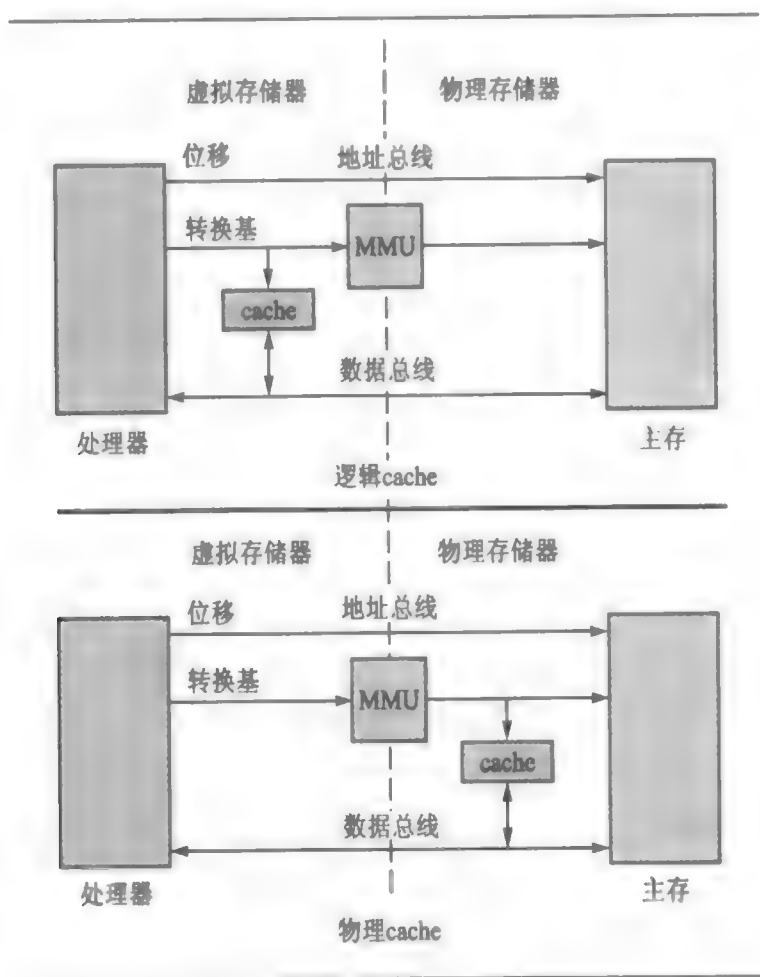 虚拟存储器 物理存储器
位移 地址总线
转换基 MMU
cache
数据总线
处理器 主存
逻辑cache
虚拟存储器 物理存储器
位移 地址总线
转换基 MMU
cache
数据总线
处理器 主存
物理cache